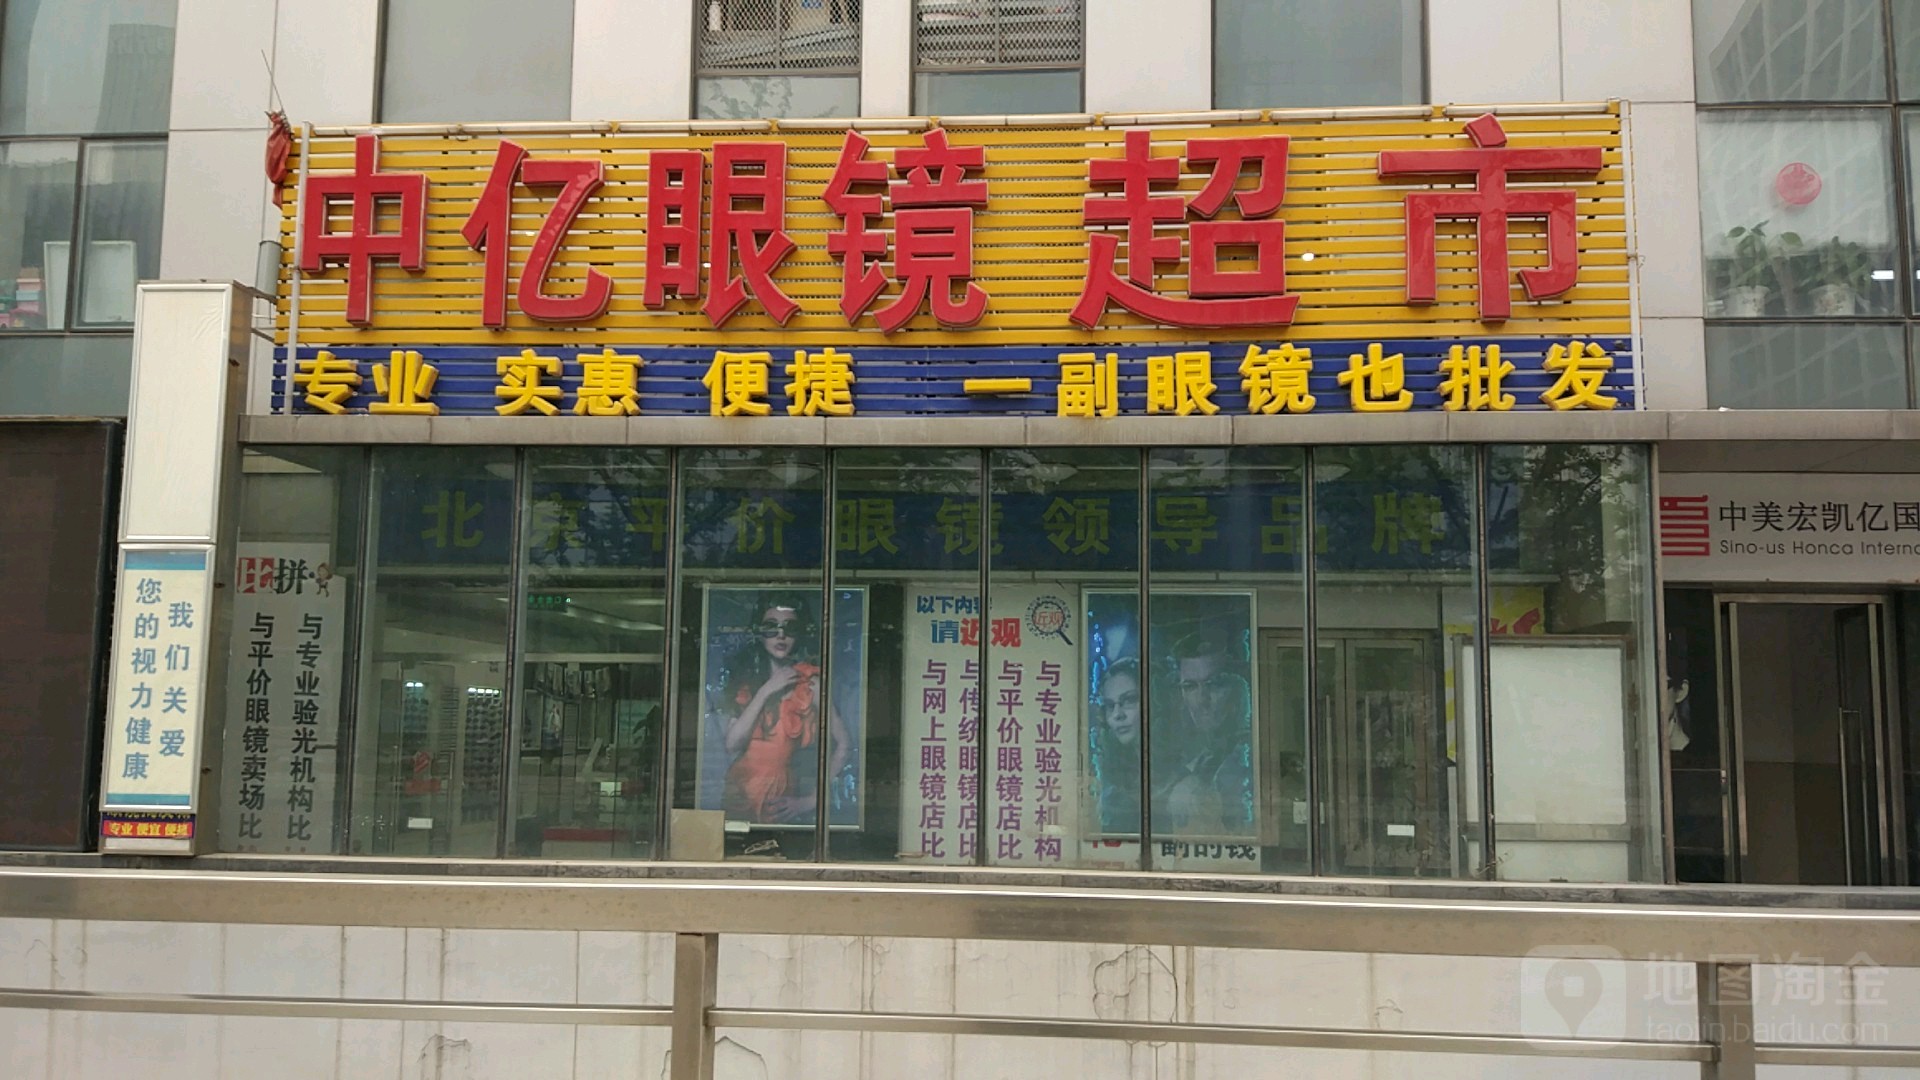 中亿眼镜超市
专业 实惠 便捷 一副眼镜也批发
北京平价眼镜领导品牌
中美宏凯亿国
Sino-us Honca Interna
我们关爱
您的视力健康
专业 便宜 便捷
比拼
与专业验光机构比
与平价眼镜卖场比
以下内容
请近观
近观
与专业验光机构
与平价眼镜店比
与传统眼镜店比
与网上眼镜店比
副的钱
地图淘金
taojin.baidu.com